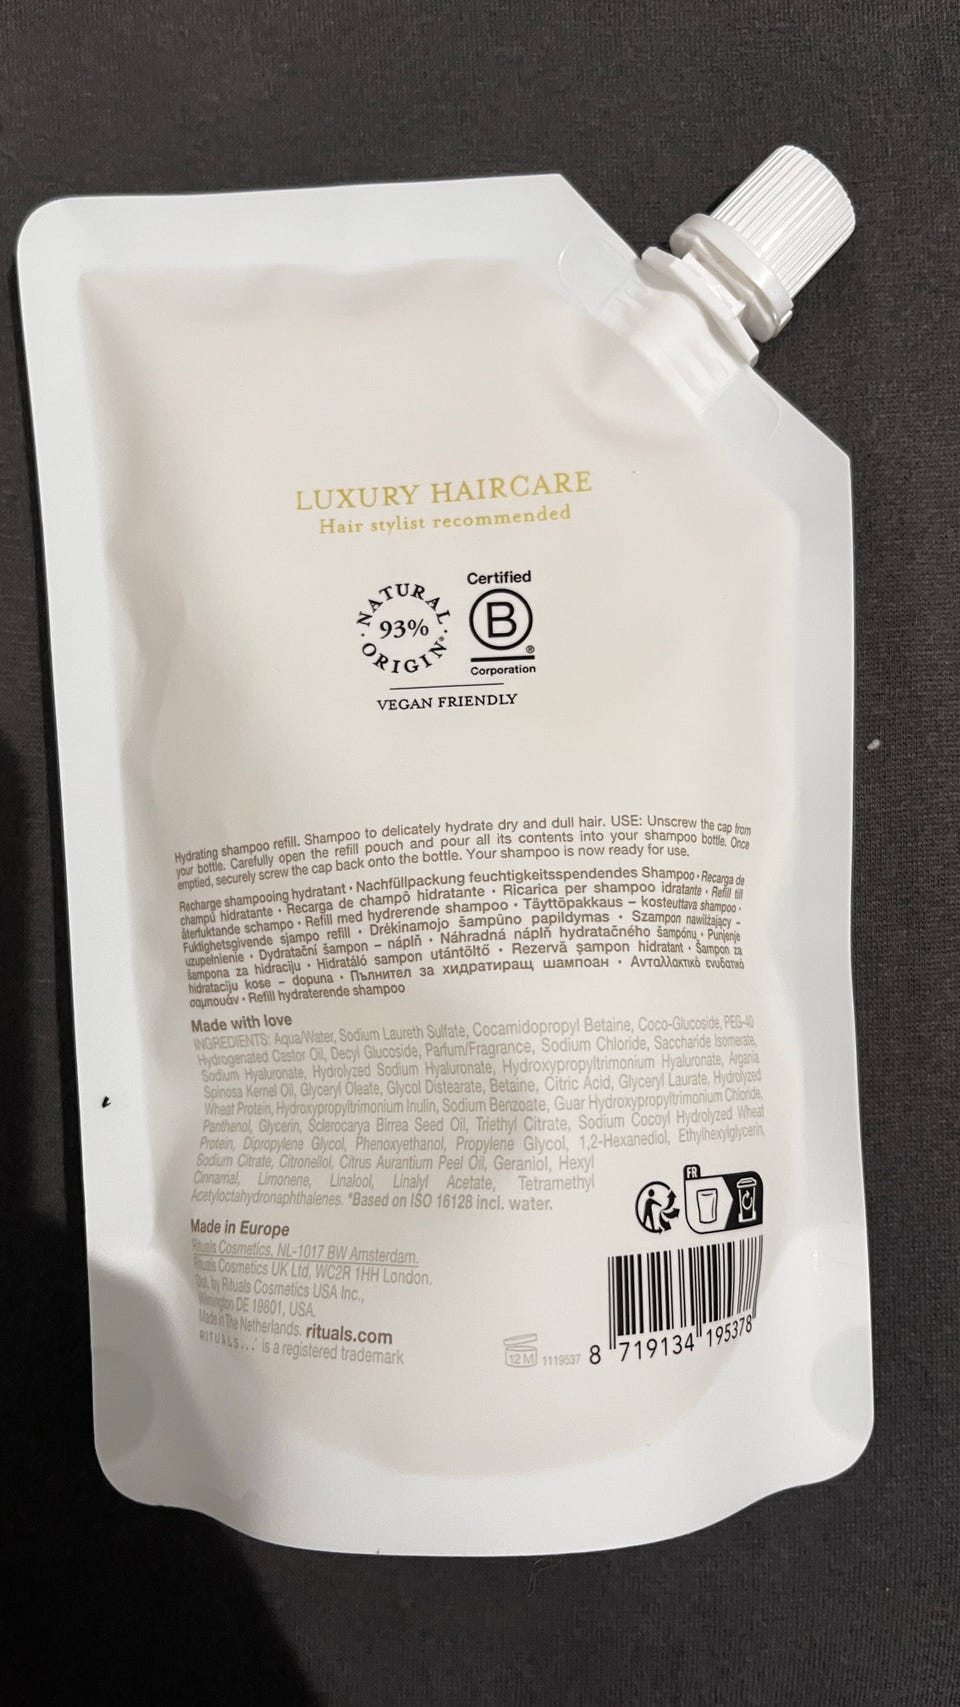 LUXURY HAIRCARE
Hair stylist recommended
NATURAL
93%
ORIGIN*
Certified
B
®
Corporation
VEGAN FRIENDLY
Hydrating shampoo refill. Shampoo to delicately hydrate dry and dull hair. USE: Unscrew the cap from
your bottle. Carefully open the refill pouch and pour all its contents into your shampoo bottle. Once
emptied, securely screw the cap back onto the bottle. Your shampoo is now ready for use.
Recharge shampooing hydratant • Nachfüllpackung feuchtigkeitsspendendes Shampoo • Recarga de
champú hidratante • Recarga de champô hidratante • Ricarica per shampoo idratante • Refill till
återfuktande schampo • Refill med hydrerende shampoo • Täyttöpakkaus – kosteuttava shampoo •
Fuktighetsgivende sjampo refill • Drėkinamojo šampūno papildymas • Szampon nawilżający -
uzupełnienie • Dydratační šampon – náplň • Náhradná náplň hydratačného šampónu • Punjenje
šampona za hidraciju • Hidratáló sampon utántöltő • Rezervă șampon hidratant • Šampon za
hidrataciju kose – dopuna • Пълнител за хидратиращ шампоан • Ανταλλακτικό ενυδατικό
σαμπουάν • Refill hydraterende shampoo
Made with love
INGREDIENTS: Aqua/Water, Sodium Laureth Sulfate, Cocamidopropyl Betaine, Coco-Glucoside, PEG-40
Hydrogenated Castor Oil, Decyl Glucoside, Parfum/Fragrance, Sodium Chloride, Saccharide Isomerate,
Sodium Hyaluronate, Hydrolyzed Sodium Hyaluronate, Hydroxypropyltrimonium Hyaluronate, Argania
Spinosa Kernel Oil, Glyceryl Oleate, Glycol Distearate, Betaine, Citric Acid, Glyceryl Laurate, Hydrolyzed
Wheat Protein, Hydroxypropyltrimonium Inulin, Sodium Benzoate, Guar Hydroxypropyltrimonium Chloride,
Panthenol, Glycerin, Sclerocarya Birrea Seed Oil, Triethyl Citrate, Sodium Cocoyl Hydrolyzed Wheat
Protein, Dipropylene Glycol, Phenoxyethanol, Propylene Glycol, 1,2-Hexanediol, Ethylhexylglycerin,
Sodium Citrate, Citronellol, Citrus Aurantium Peel Oil, Geraniol, Hexyl
Cinnamal, Limonene, Linalool, Linalyl Acetate, Tetramethyl
Acetyloctahydronaphthalenes. *Based on ISO 16128 incl. water.
FR
Made in Europe
Rituals Cosmetics, NL-1017 BW Amsterdam.
Rituals Cosmetics UK Ltd, WC2R 1HH London.
Dist. by Rituals Cosmetics USA Inc.,
Wilmington DE 19801, USA.
Made in The Netherlands. rituals.com
RITUALS...® is a registered trademark
12 M
1119537
8 719134 195378